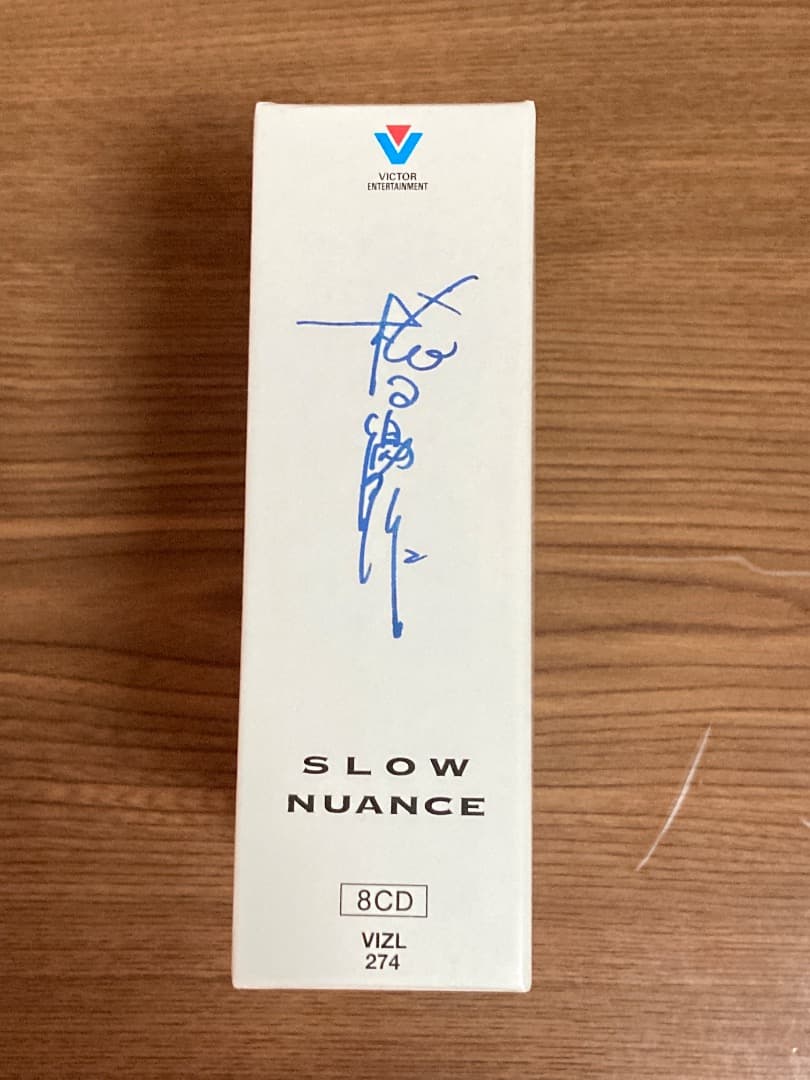 VICTOR
ENTERTAINMENT
SLOW
NUANCE
8CD
VIZL
274